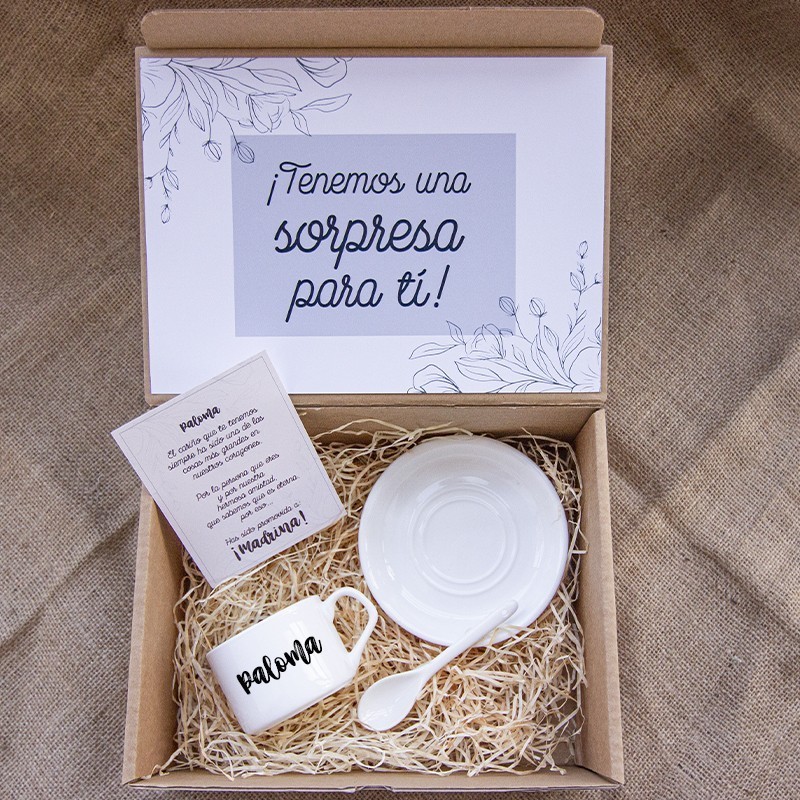 ¡Tenemos una
sorpresa
para tí!
paloma
El cariño que te tenemos
siempre ha sido una de las
cosas más grandes en
nuestros corazones.
Por la persona que eres
y por nuestra
hermosa amistad,
que sabemos que es eterna,
por eso...
Has sido promovida a:
¡madrina!
paloma